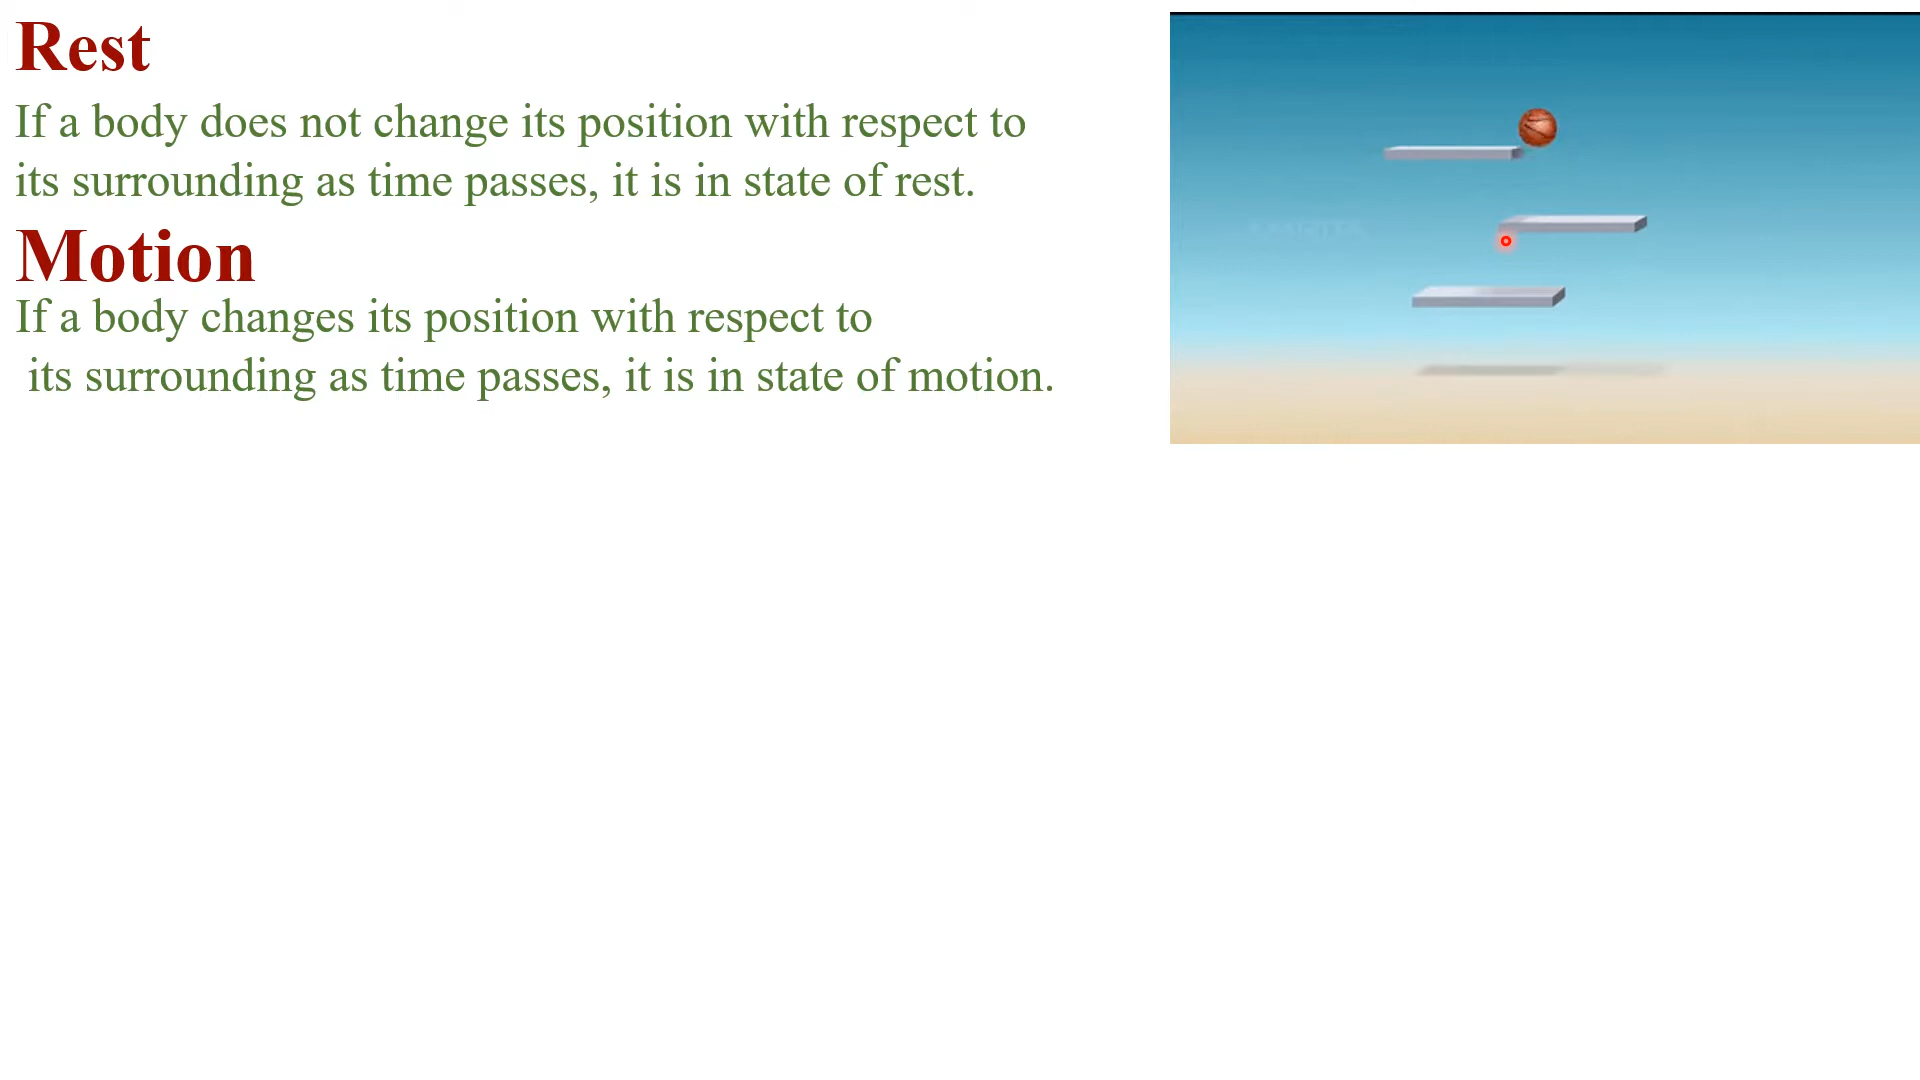 Rest
If a body does not change its position with respect to
its surrounding as time passes, it is in state of rest.
Motion
If a body changes its position with respect to
its surrounding as time passes, it is in state of motion.